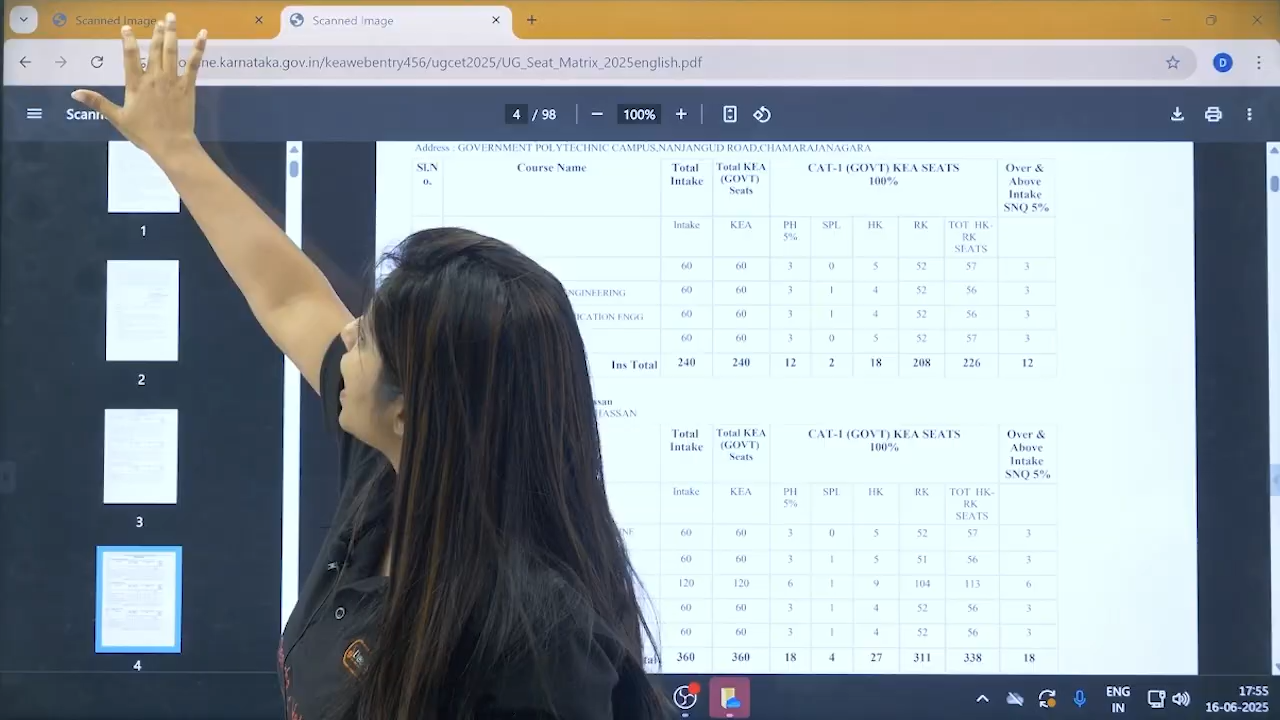 Scanned Image
Scanned Image
ne.karnataka.gov.in/keawebentry456/ugcet2025/UG_Seat_Matrix_2025english.pdf
D
Scann
4 / 98
100%
Address : GOVERNMENT POLYTECHNIC CAMPUS,NANJANGUD ROAD,CHAMARAJANAGARA
Sl.No. Course Name Total Intake Total KEA (GOVT) Seats CAT-1 (GOVT) KEA SEATS 100% Over & Above Intake SNQ 5%
Intake KEA PH 5% SPL HK RK TOT HK-RK SEATS
60 60 3 0 5 52 57 3
NGINEERING 60 60 3 1 4 52 56 3
ICATION ENGG 60 60 3 1 4 52 56 3
60 60 3 0 5 52 57 3
Ins Total 240 240 12 2 18 208 226 12
ssan
HASSAN
Total Intake Total KEA (GOVT) Seats CAT-1 (GOVT) KEA SEATS 100% Over & Above Intake SNQ 5%
Intake KEA PH 5% SPL HK RK TOT HK-RK SEATS
60 60 3 0 5 52 57 3
60 60 3 1 5 51 56 3
120 120 6 1 9 104 113 6
60 60 3 1 4 52 56 3
60 60 3 1 4 52 56 3
tal 360 360 18 4 27 311 338 18
1
2
3
4
ENG
IN
17:55
16-06-2025